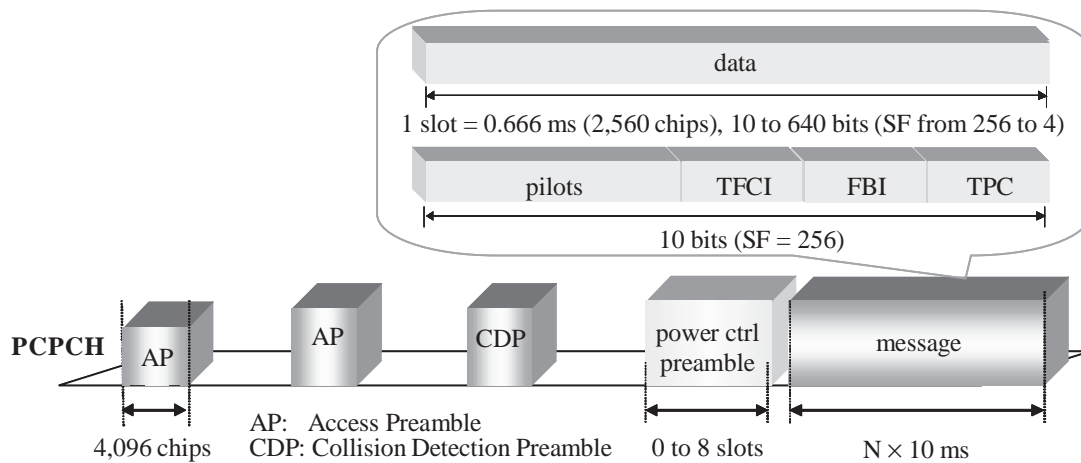 data
1 slot = 0.666 ms (2,560 chips), 10 to 640 bits (SF from 256 to 4)
pilots TFCI FBI TPC
10 bits (SF = 256)
PCPCH AP AP CDP power ctrl preamble message
4,096 chips
AP: Access Preamble
CDP: Collision Detection Preamble
0 to 8 slots
N × 10 ms